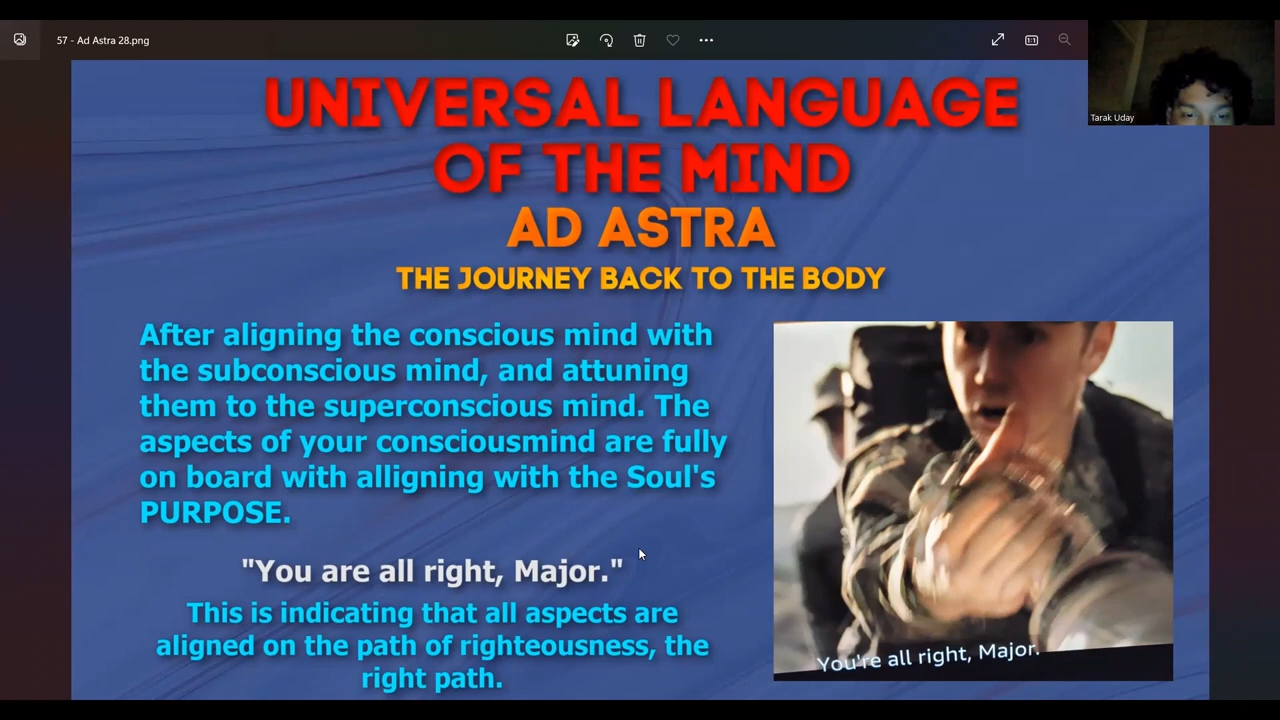 57 - Ad Astra 28.png
Tarak Uday
UNIVERSAL LANGUAGE
OF THE MIND
AD ASTRA
THE JOURNEY BACK TO THE BODY
After aligning the conscious mind with
the subconscious mind, and attuning
them to the superconscious mind. The
aspects of your consciousmind are fully
on board with alligning with the Soul's
PURPOSE.
"You are all right, Major."
This is indicating that all aspects are
aligned on the path of righteousness, the
right path.
You're all right, Major.